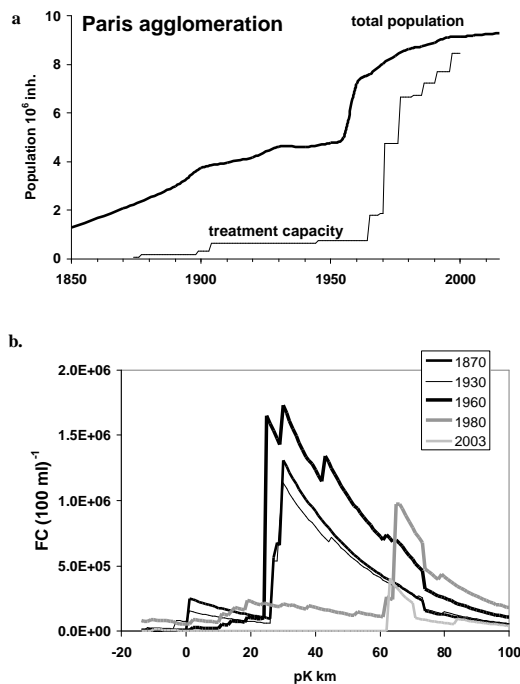 a
Paris agglomeration
total population
Population 10⁶ inh.
10
8
6
4
2
0
treatment capacity
1850
1900
1950
2000
b.
1870
1930
1960
1980
2003
2.0E+06
1.5E+06
1.0E+06
5.0E+05
0.0E+00
FC (100 ml)⁻¹
-20
0
20
40
60
80
100
pK km